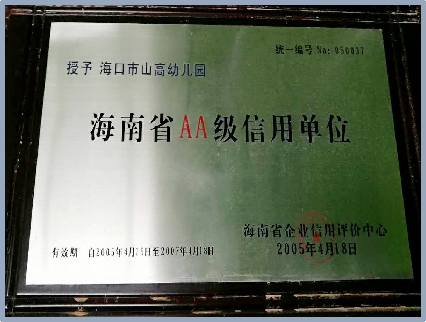 统一编号 No: 050037
授予 海口市山高幼儿园
海南省AA级信用单位
海南省企业信用评价中心
2005年4月18日
有效期 自2005年4月18日至2007年4月18日